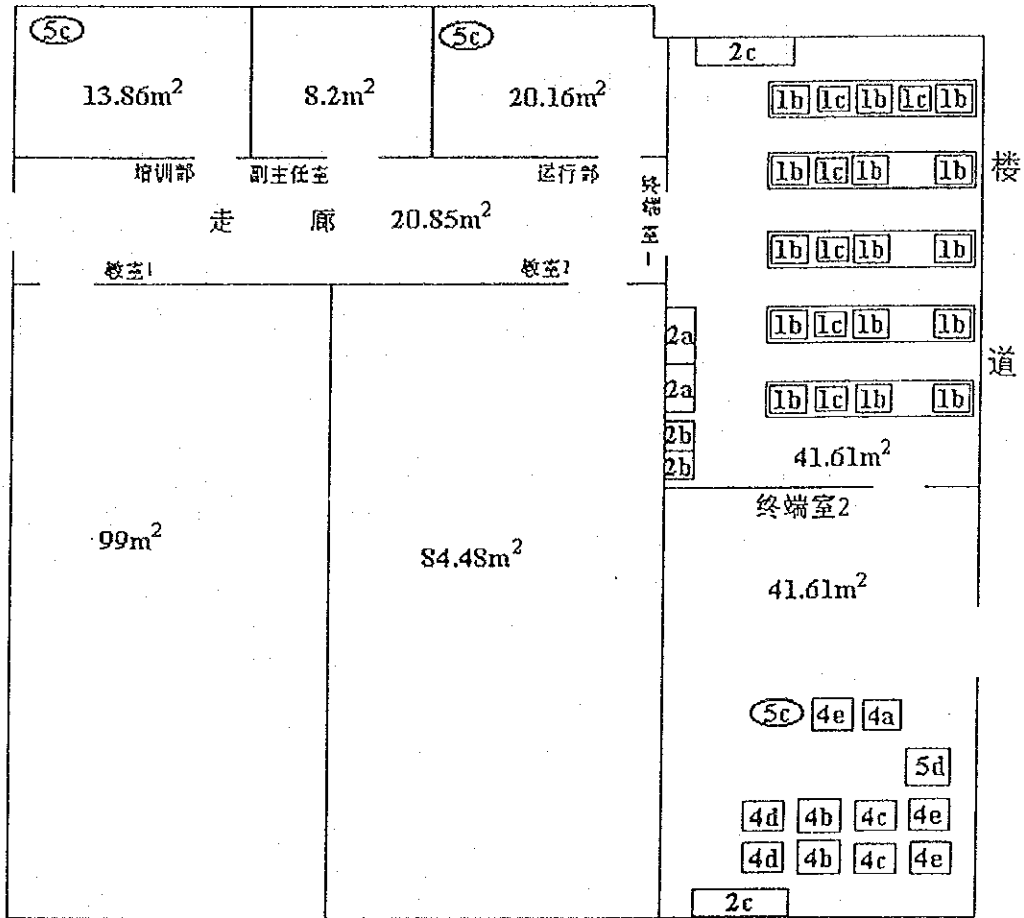 5c
5c
2c
13.86m²
8.2m²
20.16m²
1b 1c 1b 1c 1b
培训部
副主任室
运行部
终端室一
1b 1c 1b 1b
楼道
走廊 20.85m²
1b 1c 1b 1b
教室1
教室2
2a
1b 1c 1b 1b
2a
1b 1c 1b 1b
2b
2b
41.61m²
终端室2
99m²
84.48m²
41.61m²
5c 4e 4a
5d
4d 4b 4c 4e
4d 4b 4c 4e
2c